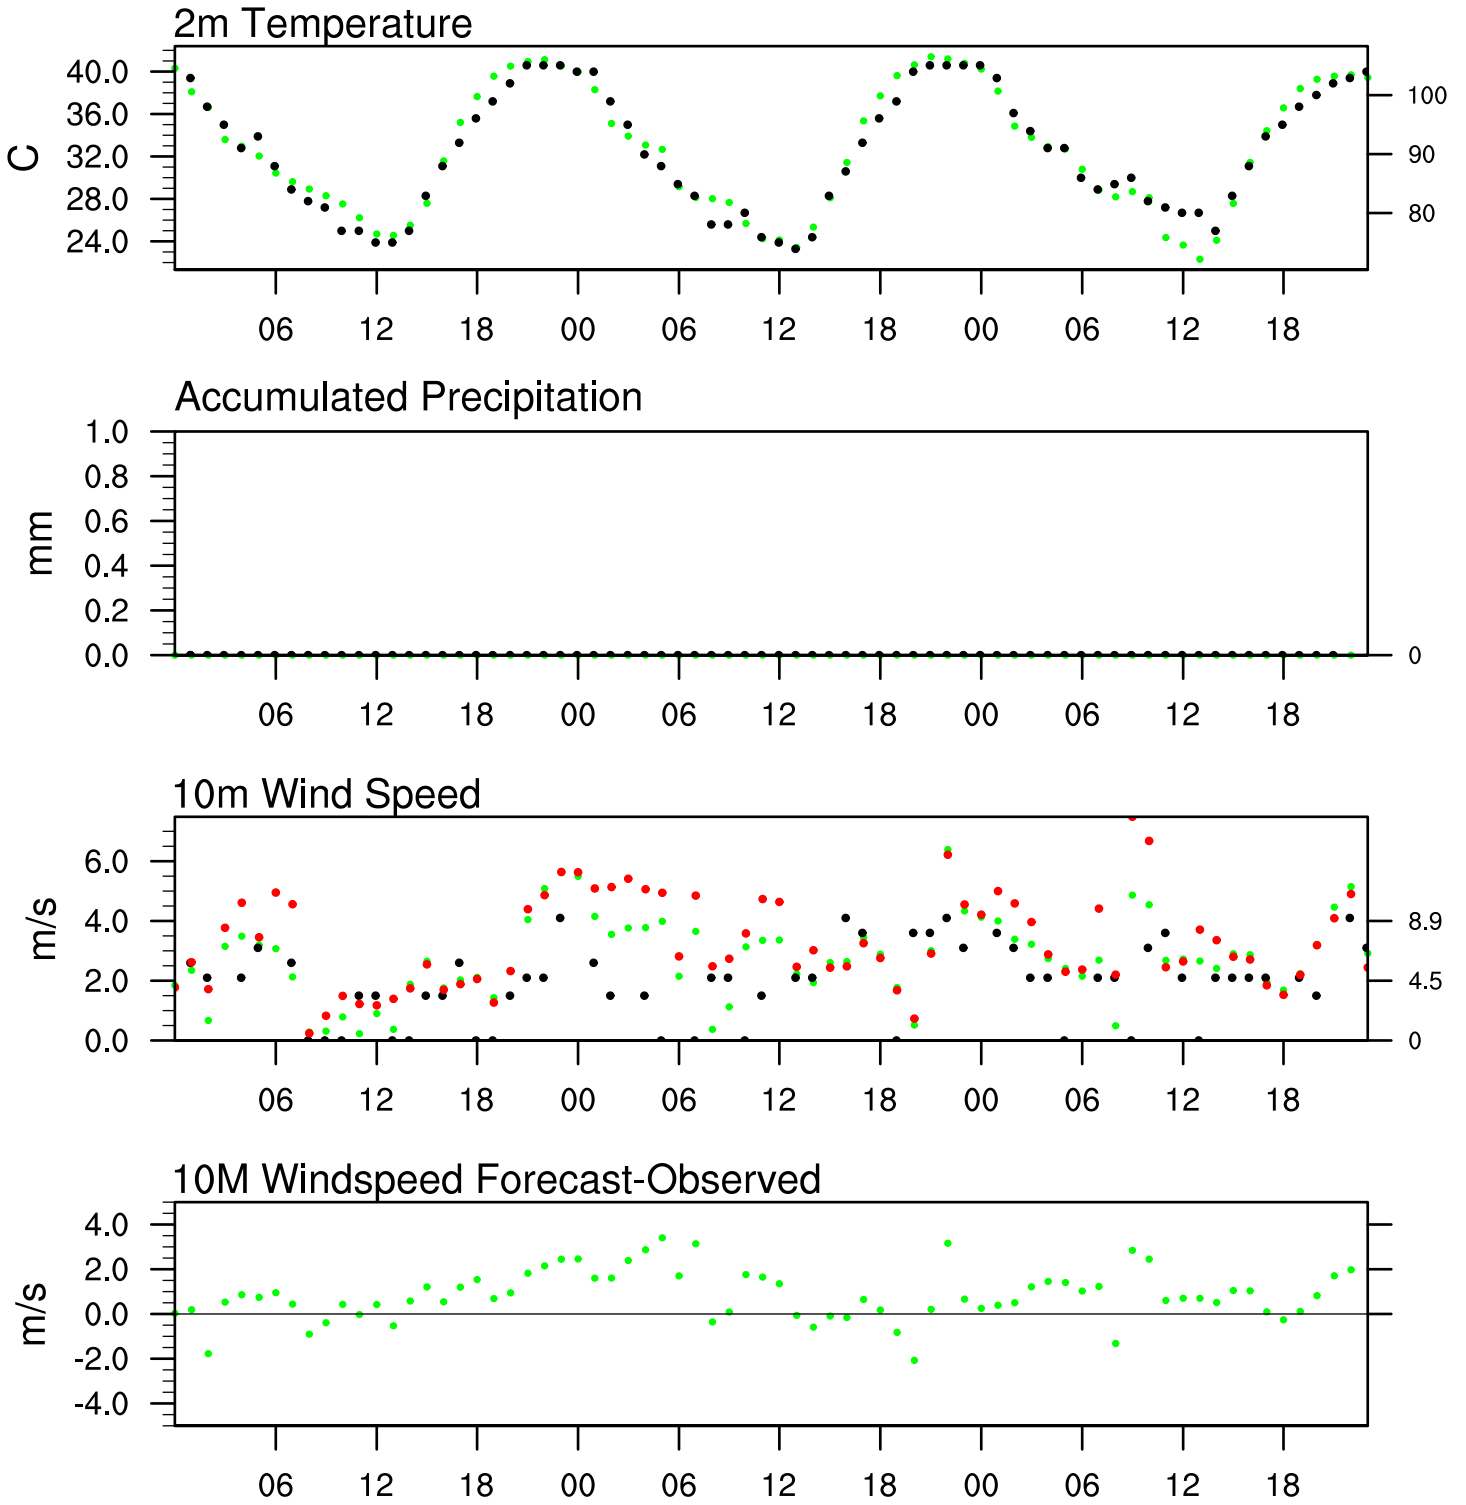 2m Temperature
40.0
36.0
32.0
28.0
24.0
C
100
90
80
06 12 18 00 06 12 18 00 06 12 18
Accumulated Precipitation
1.0
0.8
0.6
0.4
0.2
0.0
mm
0
06 12 18 00 06 12 18 00 06 12 18
10m Wind Speed
6.0
4.0
2.0
0.0
m/s
8.9
4.5
0
06 12 18 00 06 12 18 00 06 12 18
10M Windspeed Forecast-Observed
4.0
2.0
0.0
-2.0
-4.0
m/s
06 12 18 00 06 12 18 00 06 12 18